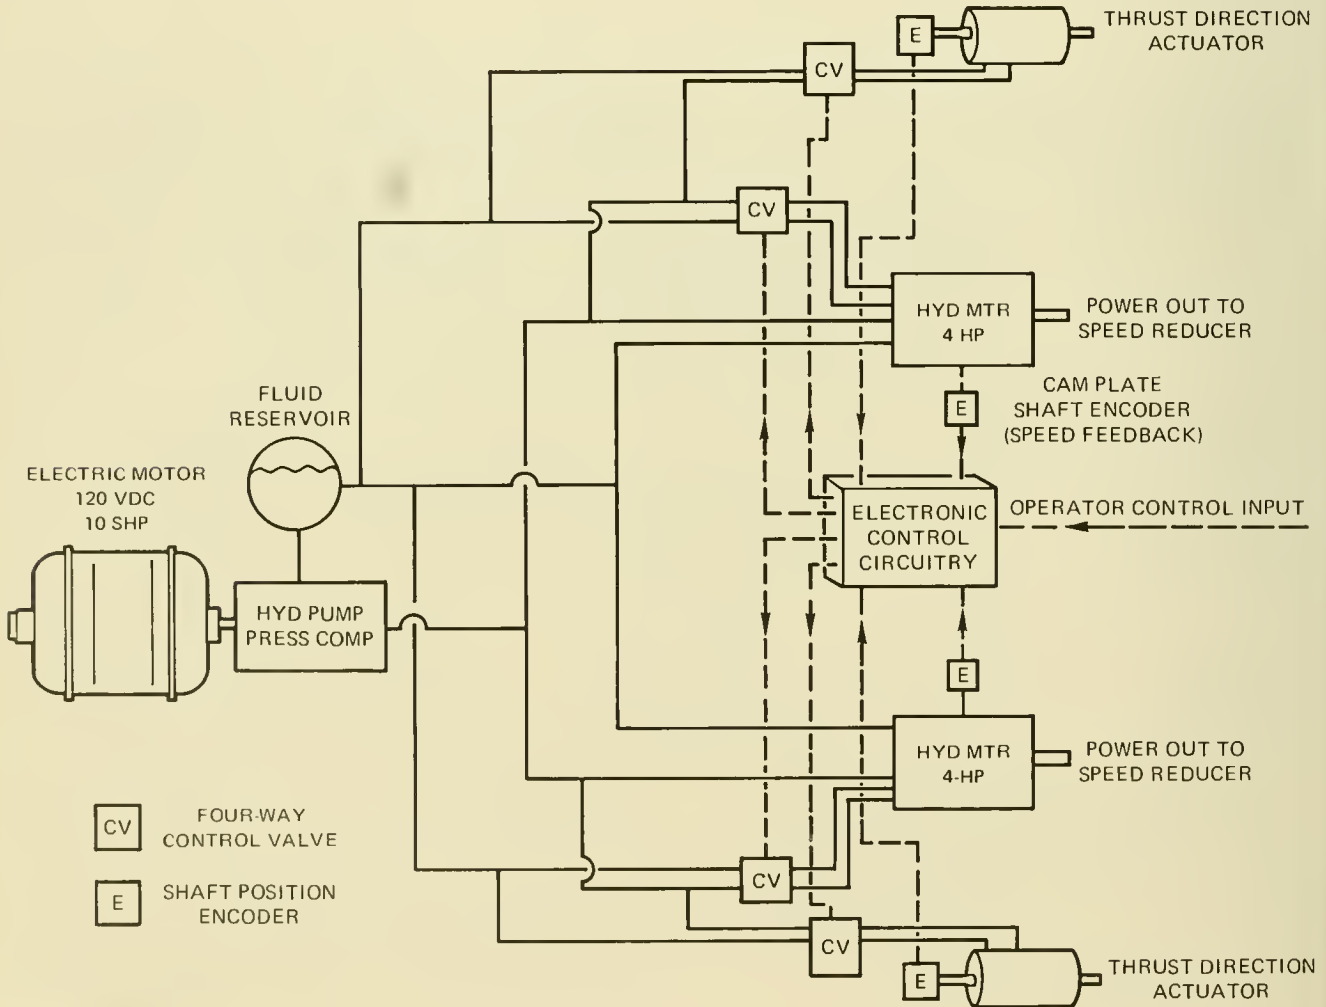 THRUST DIRECTION
ACTUATOR
E
CV
CV
HYD MTR
4 HP
POWER OUT TO
SPEED REDUCER
FLUID
RESERVOIR
E
CAM PLATE
SHAFT ENCODER
(SPEED FEEDBACK)
ELECTRIC MOTOR
120 VDC
10 SHP
ELECTRONIC
CONTROL
CIRCUITRY
OPERATOR CONTROL INPUT
HYD PUMP
PRESS COMP
E
HYD MTR
4-HP
POWER OUT TO
SPEED REDUCER
CV
FOUR-WAY
CONTROL VALVE
CV
E
SHAFT POSITION
ENCODER
CV
E
THRUST DIRECTION
ACTUATOR